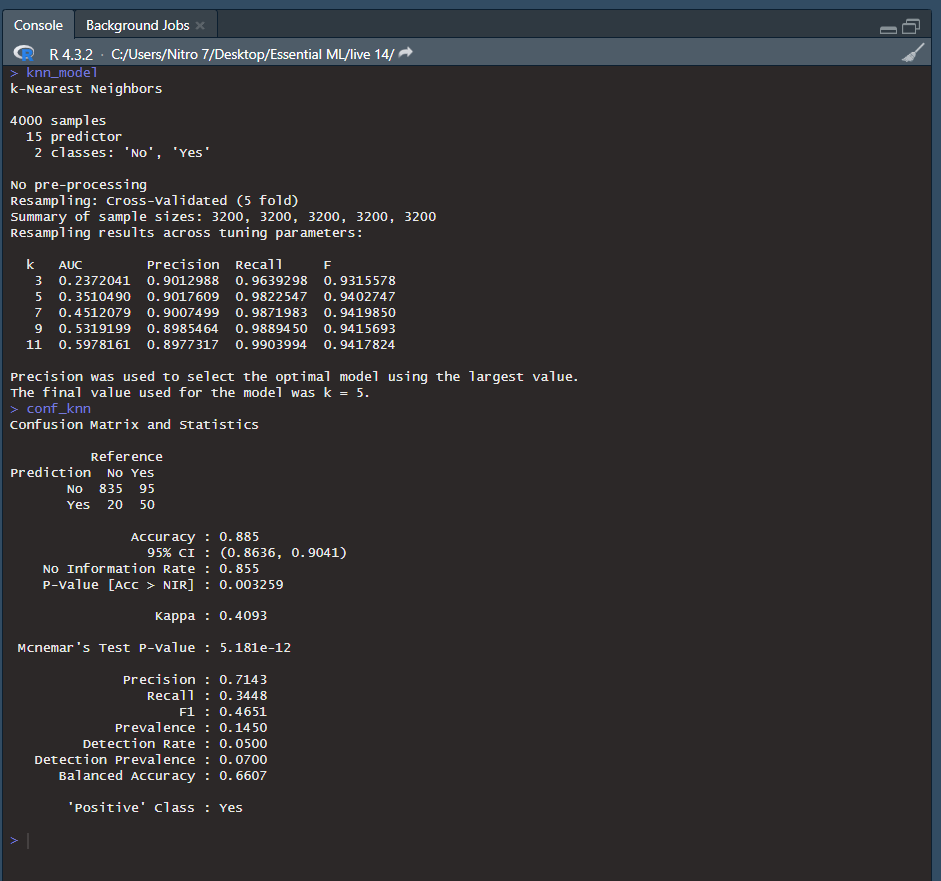 Console Background Jobs
R 4.3.2 · C:/Users/Nitro 7/Desktop/Essential ML/live 14/
> knn_model
k-Nearest Neighbors

4000 samples
  15 predictor
   2 classes: 'No', 'Yes'

No pre-processing
Resampling: Cross-Validated (5 fold)
Summary of sample sizes: 3200, 3200, 3200, 3200, 3200
Resampling results across tuning parameters:

  k   AUC        Precision  Recall     F
   3  0.2372041  0.9012988  0.9639298  0.9315578
   5  0.3510490  0.9017609  0.9822547  0.9402747
   7  0.4512079  0.9007499  0.9871983  0.9419850
   9  0.5319199  0.8985464  0.9889450  0.9415693
  11  0.5978161  0.8977317  0.9903994  0.9417824

Precision was used to select the optimal model using the largest value.
The final value used for the model was k = 5.
> conf_knn
Confusion Matrix and Statistics

          Reference
Prediction  No Yes
       No  835  95
       Yes  20  50

               Accuracy : 0.885
                 95% CI : (0.8636, 0.9041)
    No Information Rate : 0.855
    P-Value [Acc > NIR] : 0.003259

                  Kappa : 0.4093

 Mcnemar's Test P-Value : 5.181e-12

              Precision : 0.7143
                 Recall : 0.3448
                     F1 : 0.4651
             Prevalence : 0.1450
         Detection Rate : 0.0500
   Detection Prevalence : 0.0700
      Balanced Accuracy : 0.6607

       'Positive' Class : Yes

>